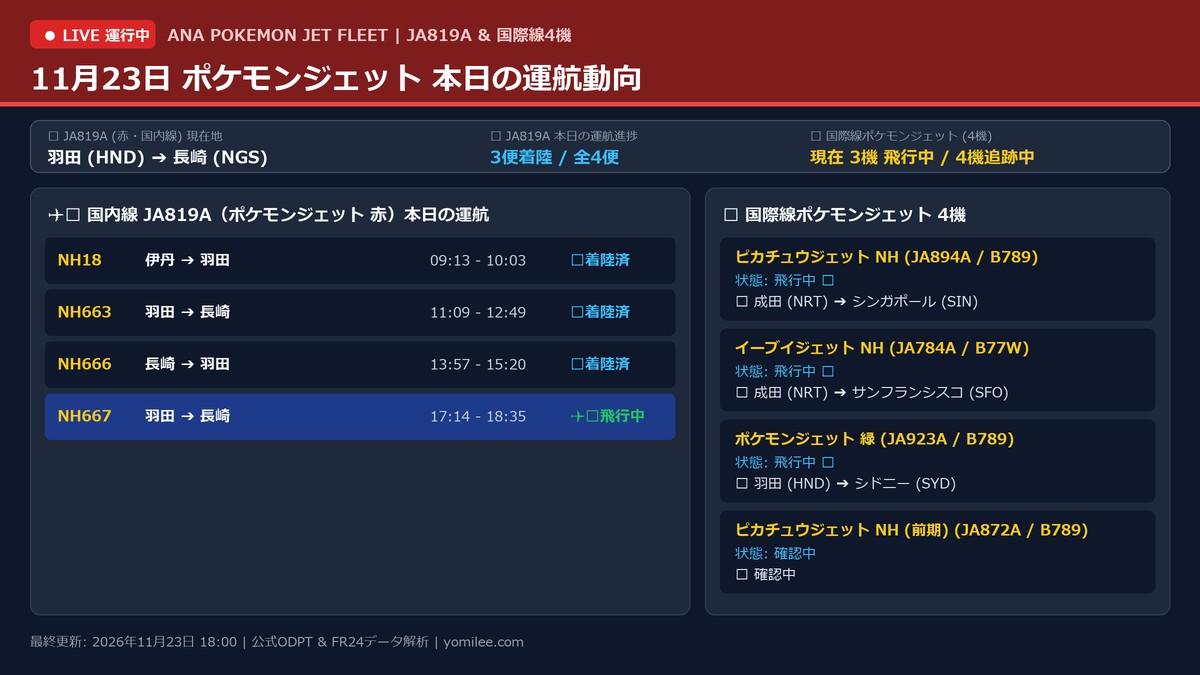 ● LIVE 運行中 ANA POKEMON JET FLEET | JA819A & 国際線4機
11月23日 ポケモンジェット 本日の運航動向
□ JA819A (赤・国内線) 現在地
羽田 (HND) → 長崎 (NGS)
□ JA819A 本日の運航進捗
3便着陸 / 全4便
□ 国際線ポケモンジェット (4機)
現在 3機 飛行中 / 4機追跡中
✈□ 国内線 JA819A（ポケモンジェット 赤）本日の運航
NH18 伊丹 → 羽田 09:13 - 10:03 □着陸済
NH663 羽田 → 長崎 11:09 - 12:49 □着陸済
NH666 長崎 → 羽田 13:57 - 15:20 □着陸済
NH667 羽田 → 長崎 17:14 - 18:35 ✈□飛行中
□ 国際線ポケモンジェット 4機
ピカチュウジェット NH (JA894A / B789)
状態: 飛行中 □
□ 成田 (NRT) → シンガポール (SIN)
イーブイジェット NH (JA784A / B77W)
状態: 飛行中 □
□ 成田 (NRT) → サンフランシスコ (SFO)
ポケモンジェット 緑 (JA923A / B789)
状態: 飛行中 □
□ 羽田 (HND) → シドニー (SYD)
ピカチュウジェット NH (前期) (JA872A / B789)
状態: 確認中
□ 確認中
最終更新: 2026年11月23日 18:00 | 公式ODPT & FR24データ解析 | yomilee.com